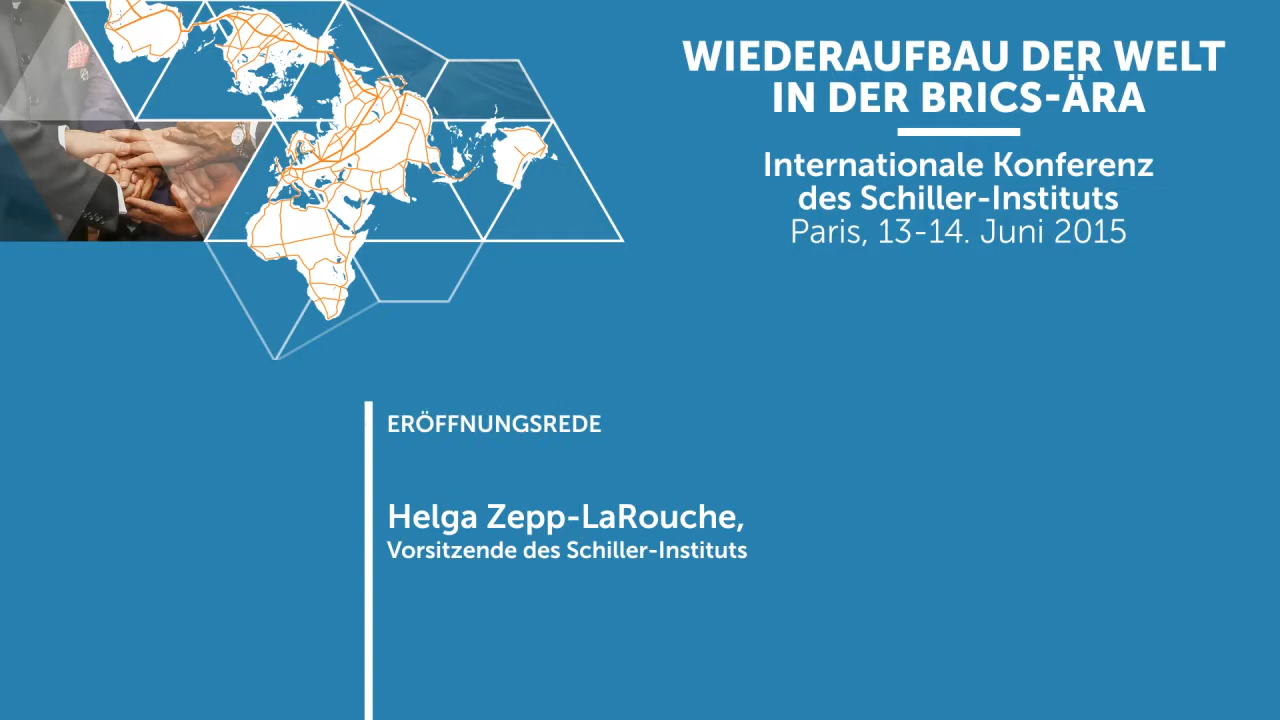 WIEDERAUFBAU DER WELT
IN DER BRICS-ÄRA
Internationale Konferenz
des Schiller-Instituts
Paris, 13-14. Juni 2015
ERÖFFNUNGSREDE
Helga Zepp-LaRouche,
Vorsitzende des Schiller-Instituts